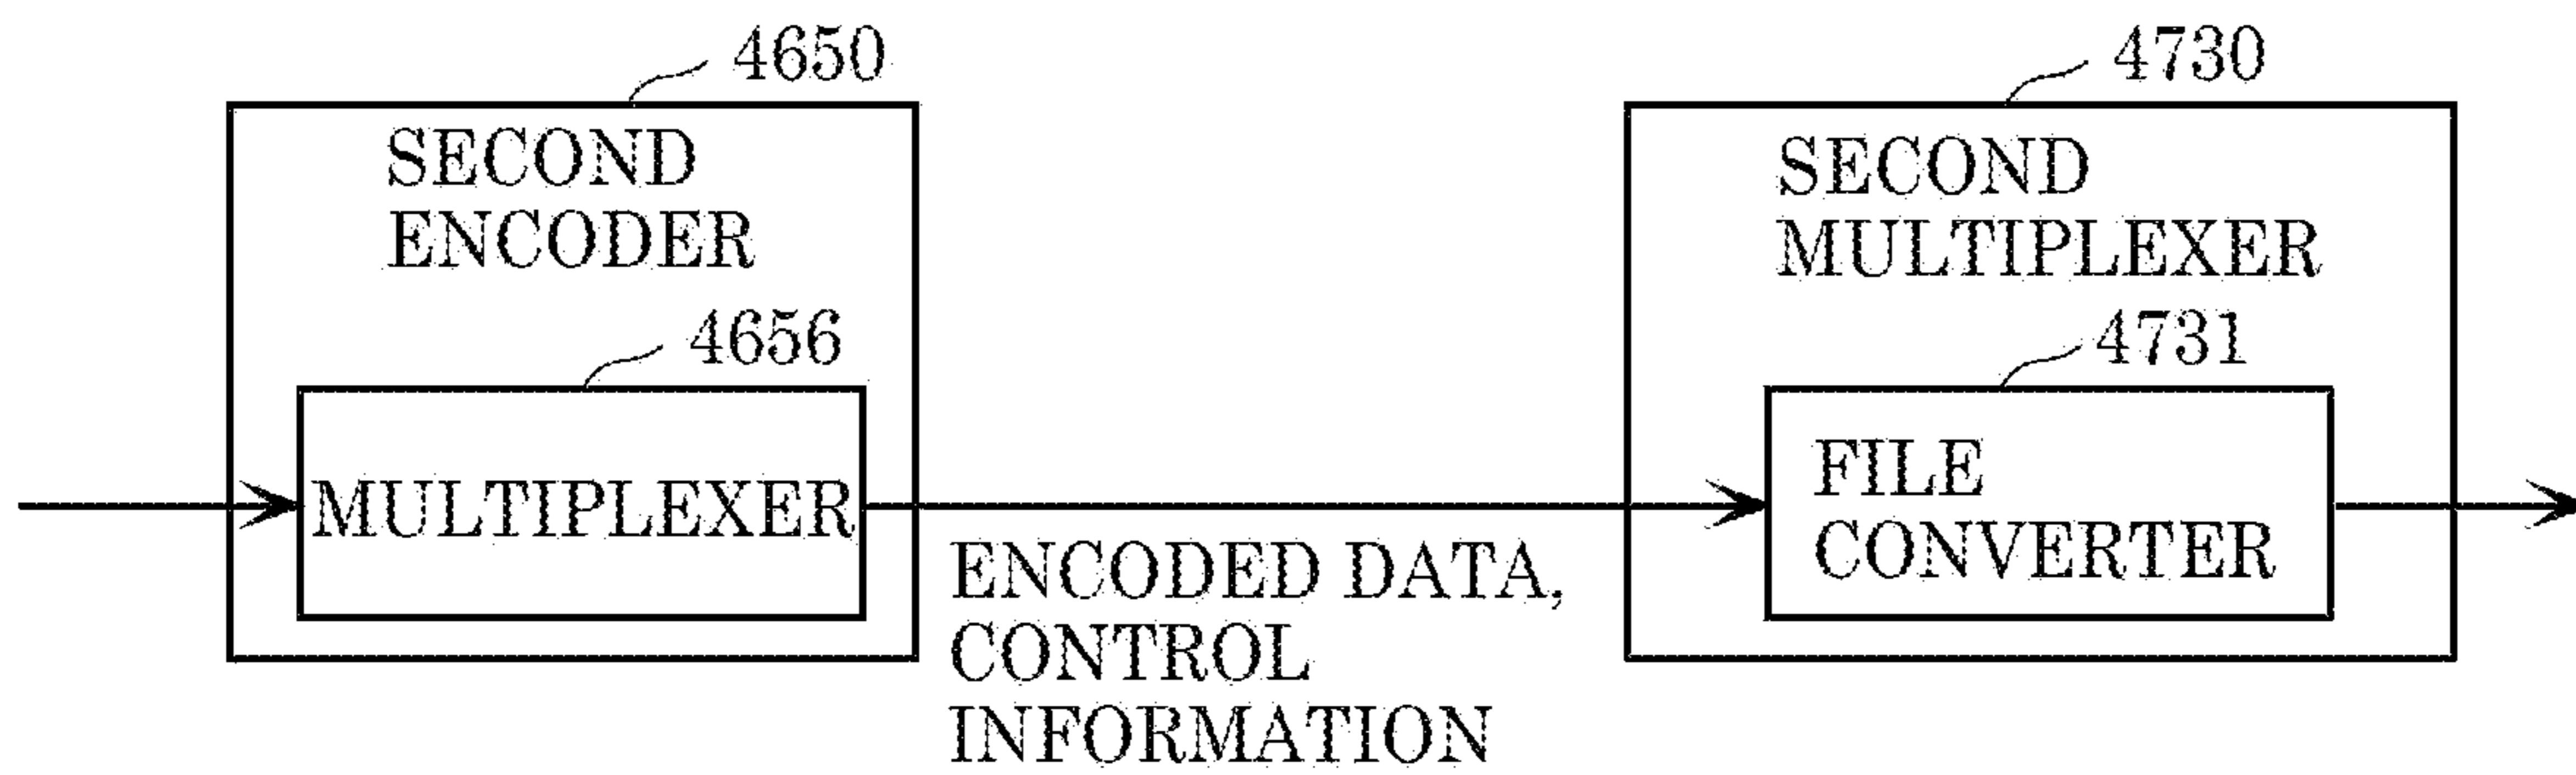 4650
SECOND
ENCODER
4656
MULTIPLEXER
ENCODED DATA,
CONTROL
INFORMATION
4730
SECOND
MULTIPLEXER
4731
FILE
CONVERTER